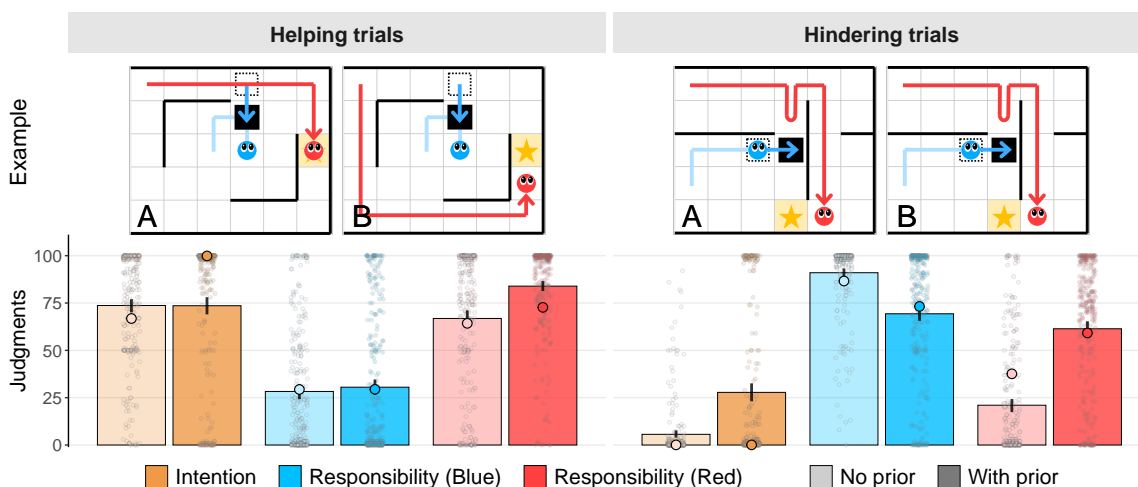 Helping trials
Hindering trials
Example
A
B
A
B
Judgments
100
75
50
25
0
Intention
Responsibility (Blue)
Responsibility (Red)
No prior
With prior